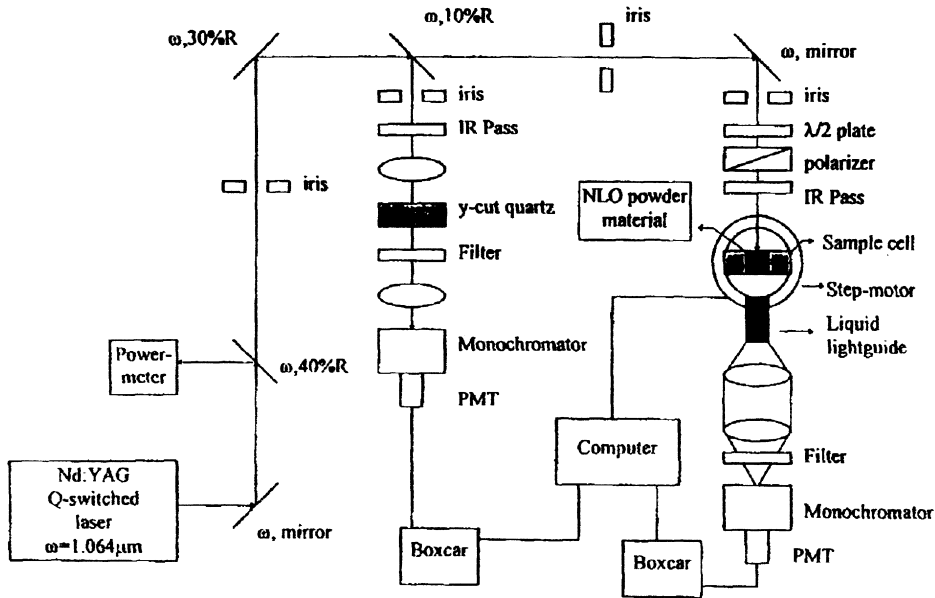 ω,30%R
ω,10%R
iris
ω, mirror
iris
IR Pass
iris
λ/2 plate
polarizer
IR Pass
iris
y-cut quartz
NLO powder
material
Filter
Sample cell
Step-motor
Liquid
lightguide
Power-
meter
ω,40%R
Monochromator
PMT
Computer
Filter
Nd:YAG
Q-switched
laser
ω=1.064μm
ω, mirror
Boxcar
Boxcar
Monochromator
PMT